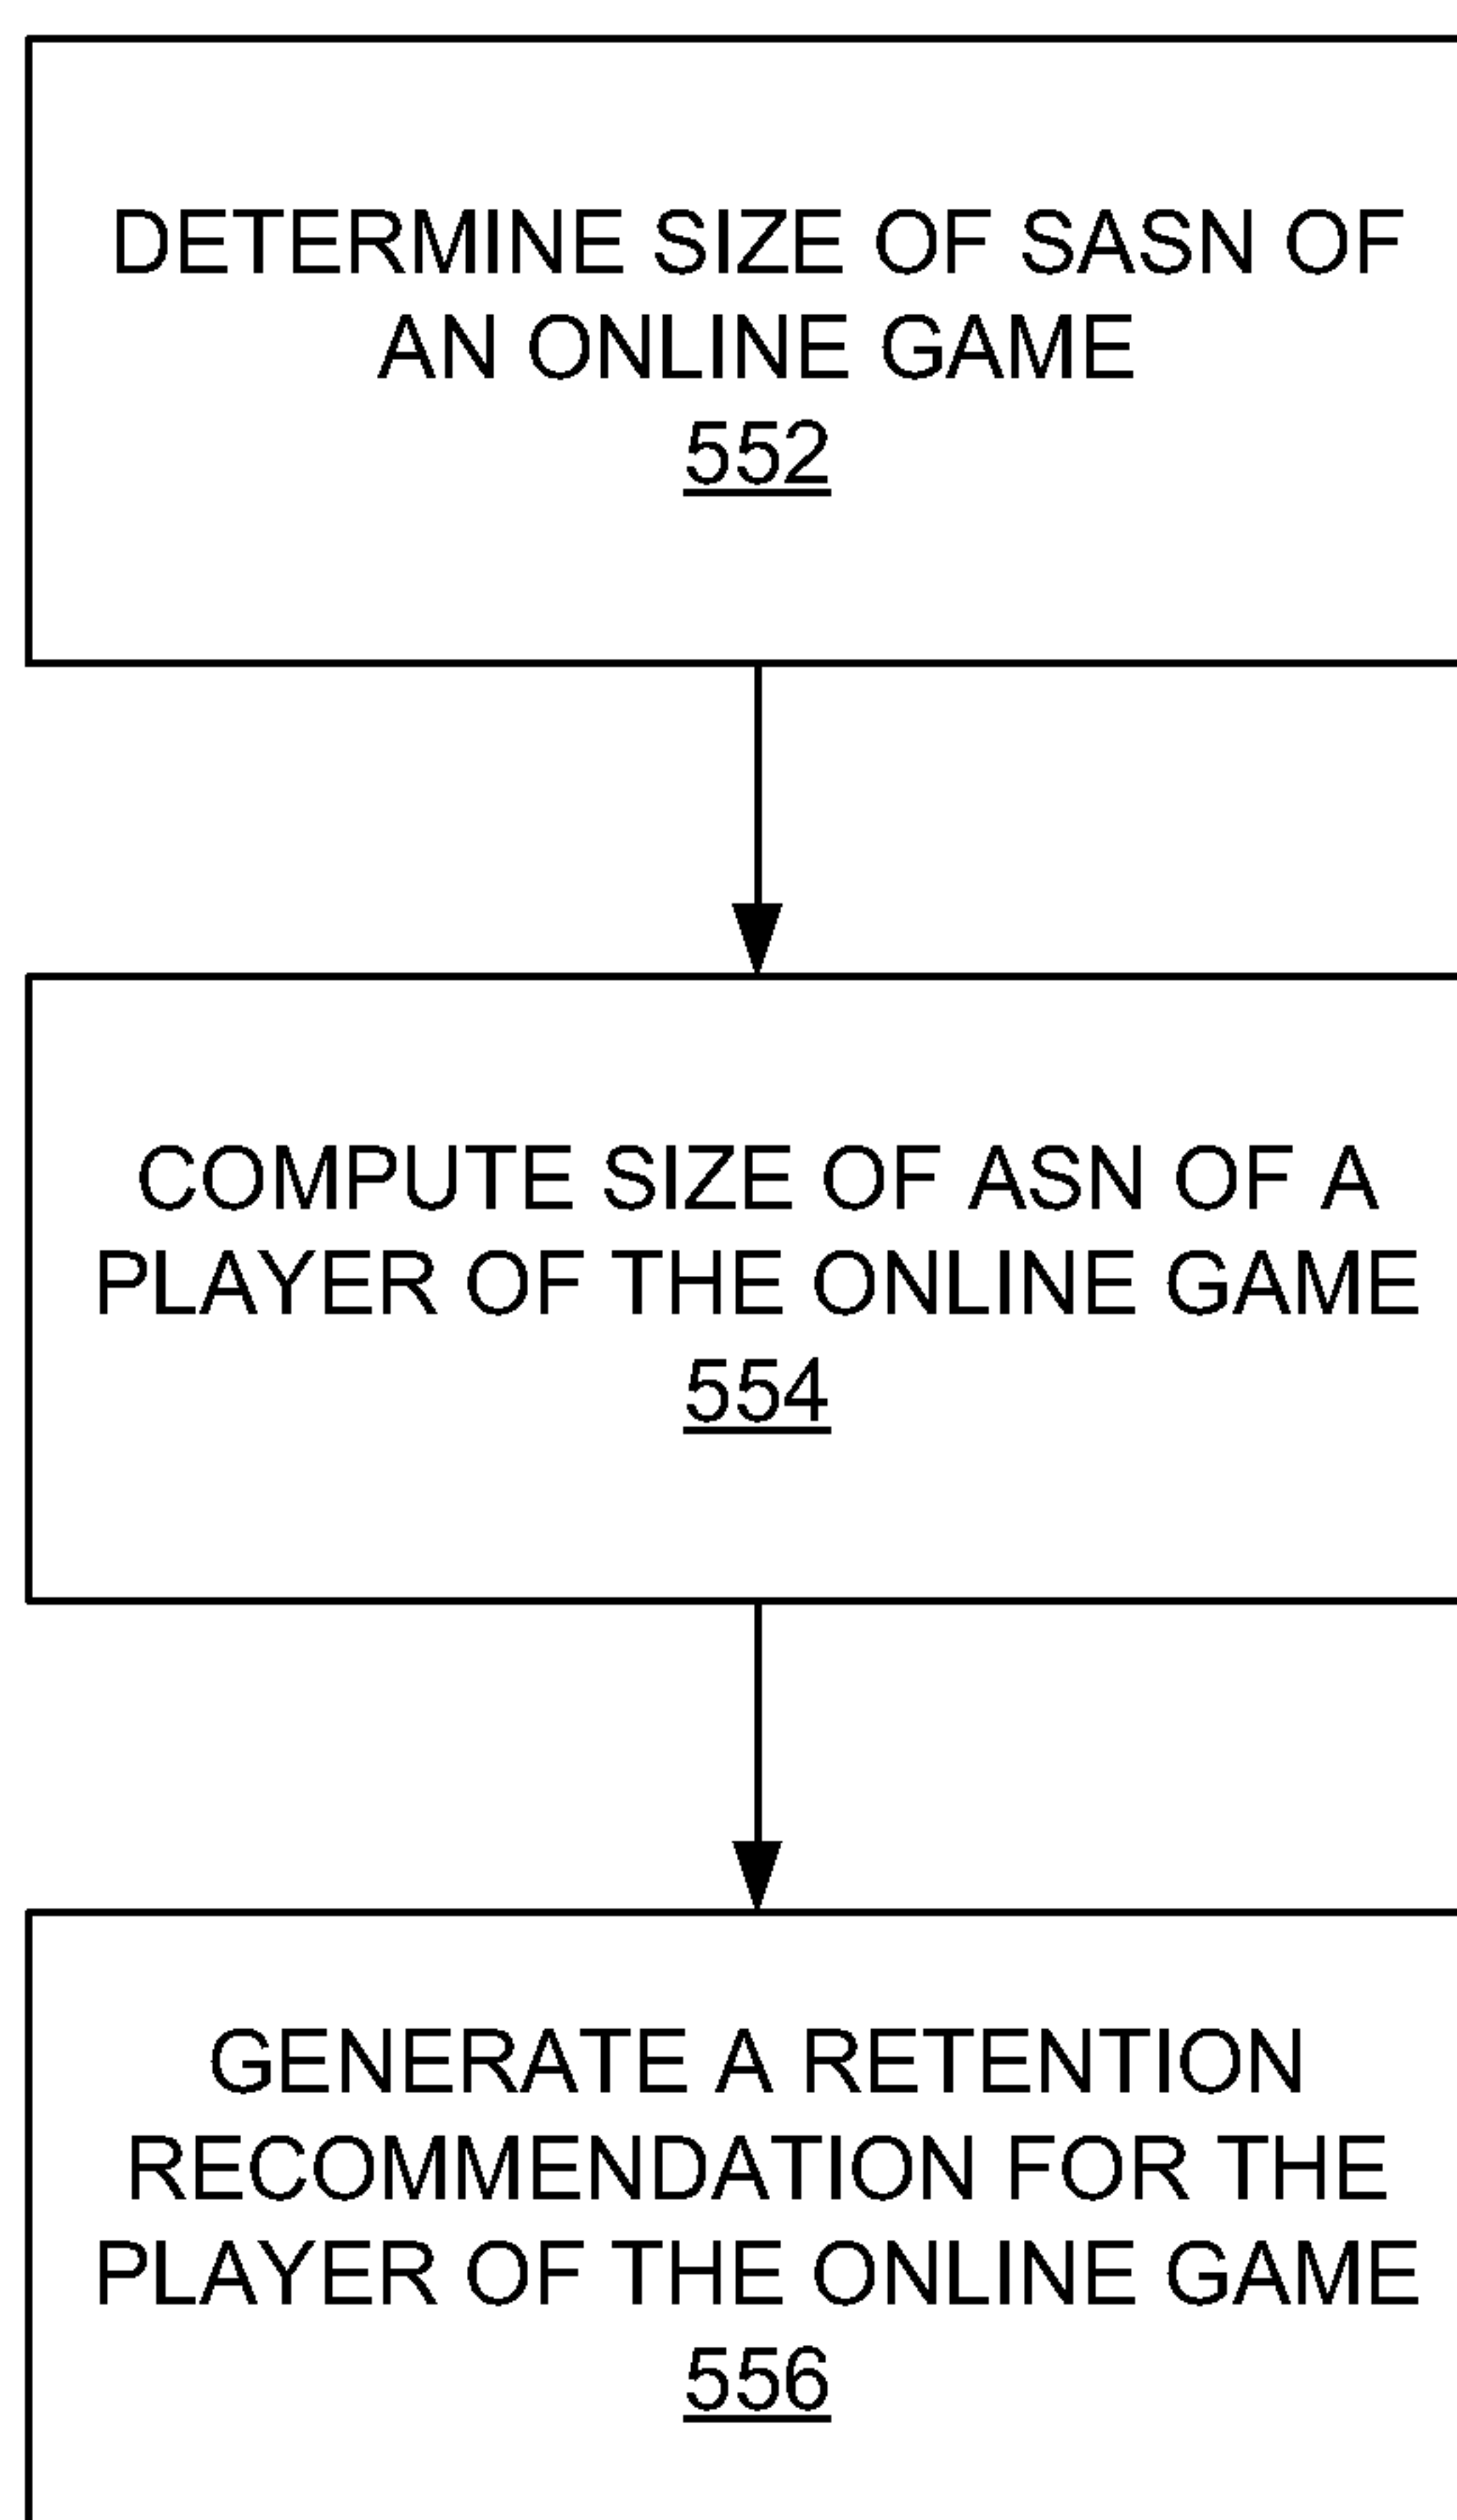 DETERMINE SIZE OF SASN OF
AN ONLINE GAME
552
COMPUTE SIZE OF ASN OF A
PLAYER OF THE ONLINE GAME
554
GENERATE A RETENTION
RECOMMENDATION FOR THE
PLAYER OF THE ONLINE GAME
556